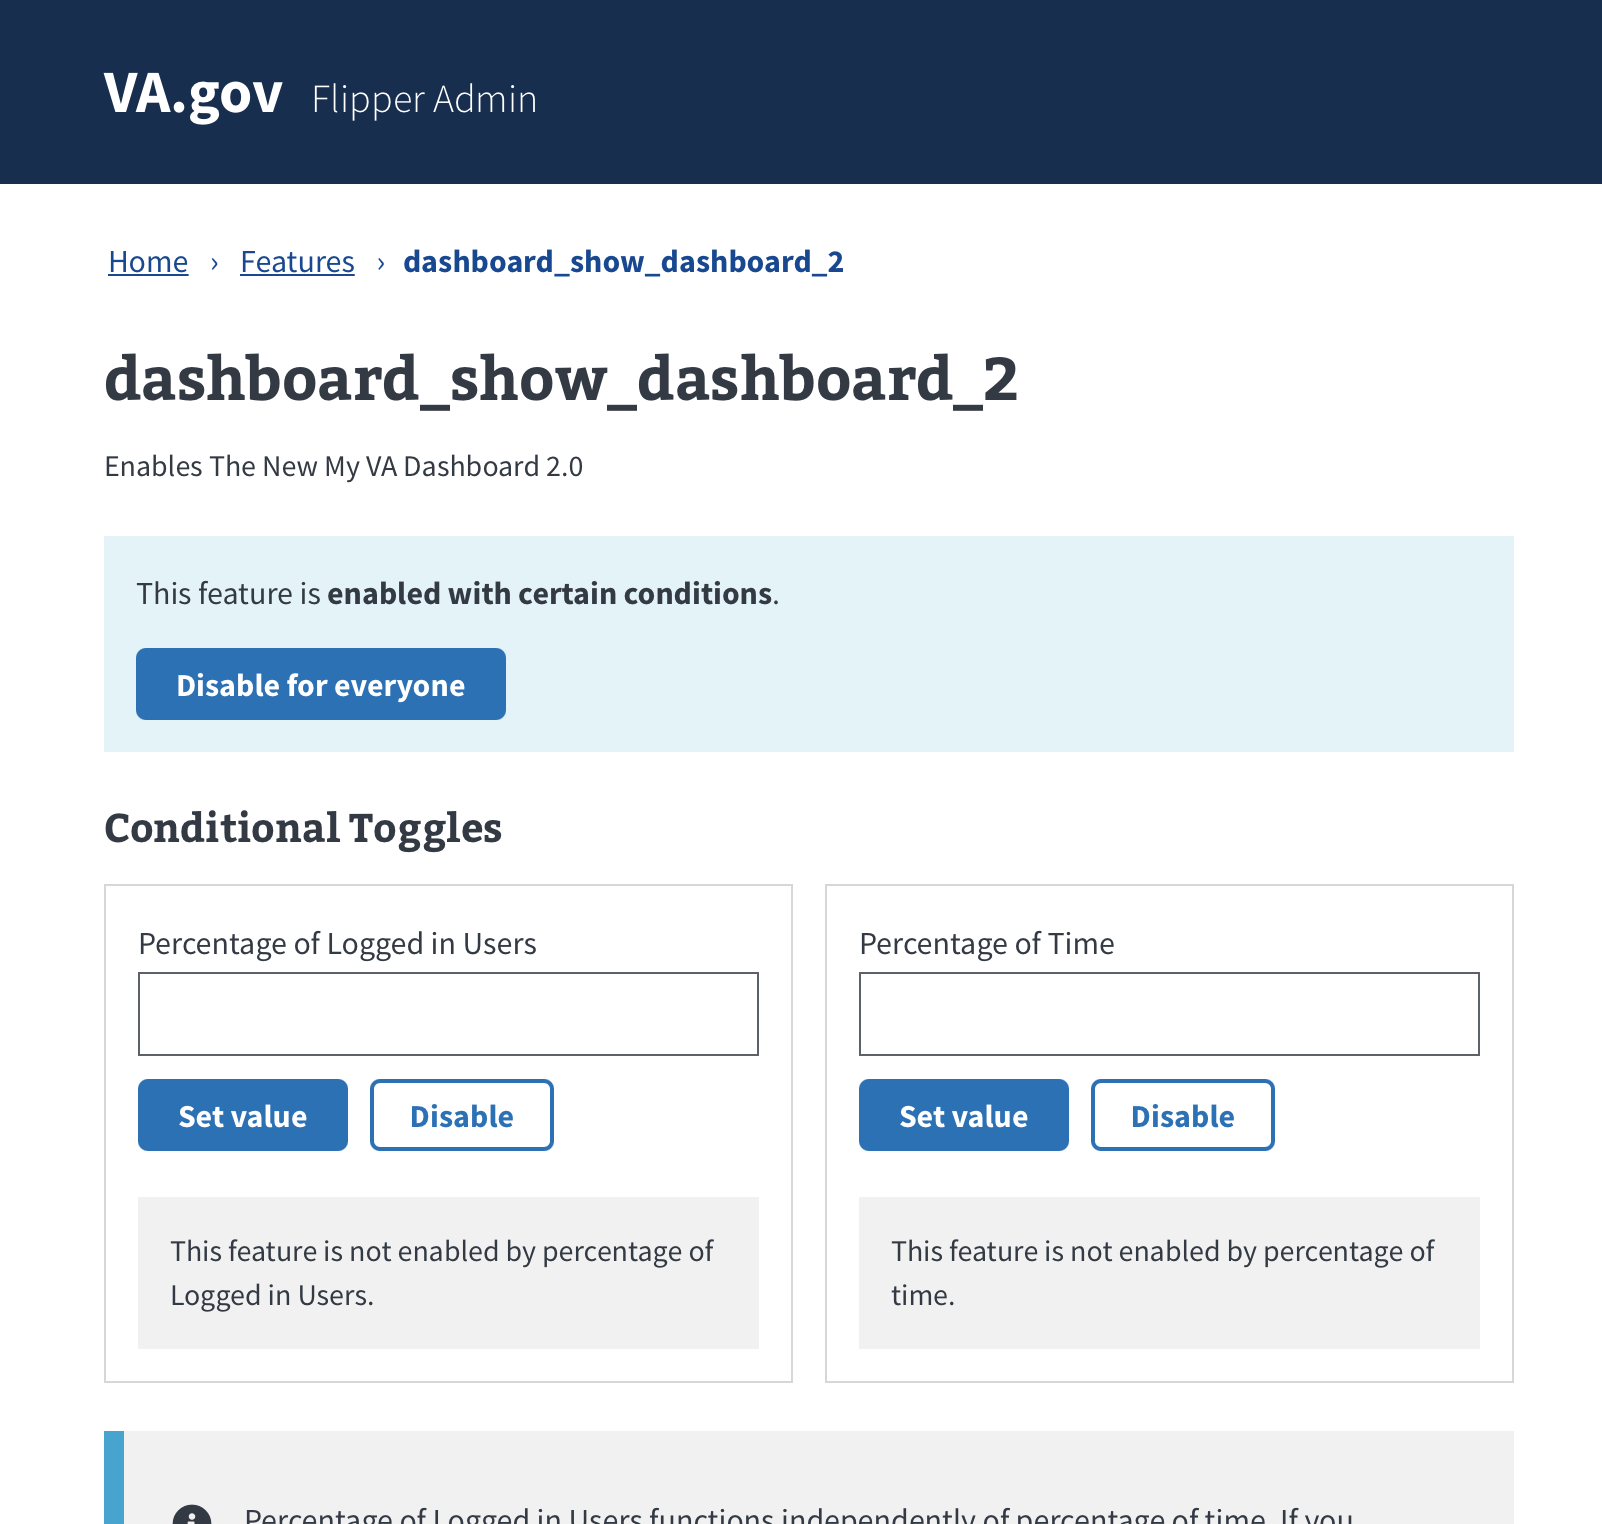 VA.gov Flipper Admin
Home › Features › dashboard_show_dashboard_2
dashboard_show_dashboard_2
Enables The New My VA Dashboard 2.0
This feature is enabled with certain conditions.
Disable for everyone
Conditional Toggles
Percentage of Logged in Users
Set value Disable
This feature is not enabled by percentage of
Logged in Users.
Percentage of Time
Set value Disable
This feature is not enabled by percentage of
time.
Percentage of Logged in Users functions independently of percentage of time. If you